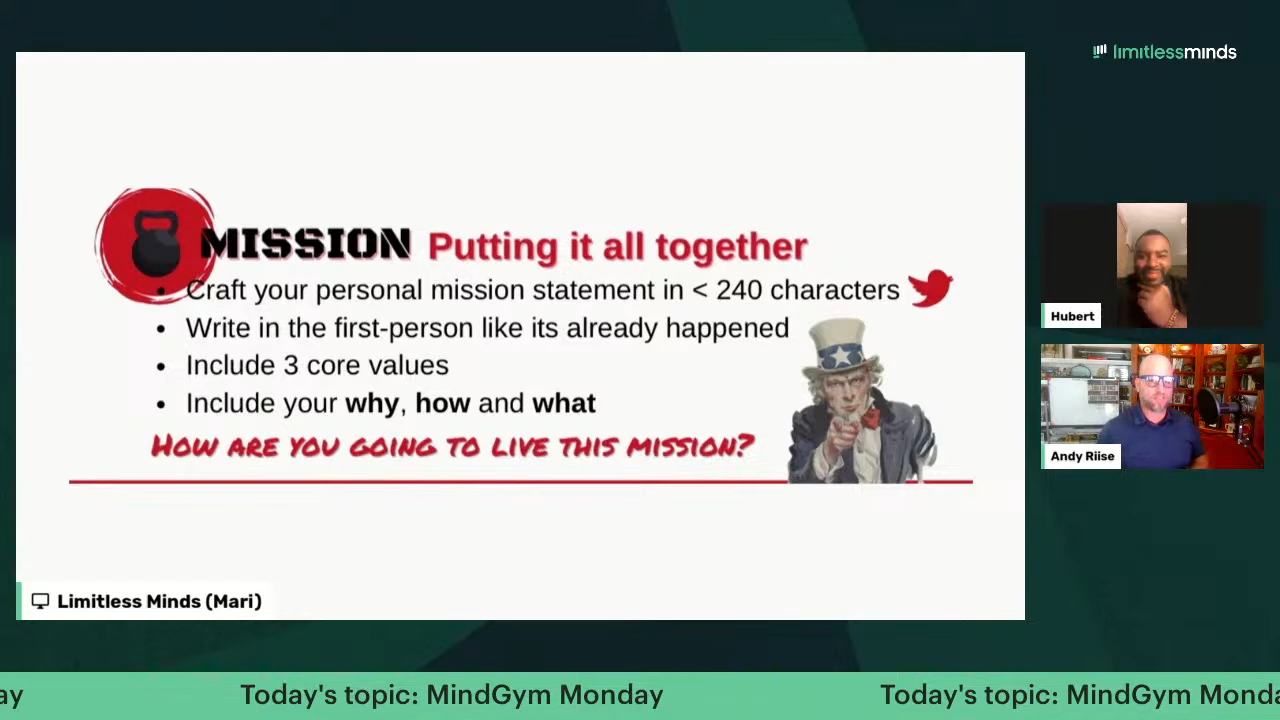 limitlessminds
MISSION Putting it all together
• Craft your personal mission statement in < 240 characters
• Write in the first-person like its already happened
• Include 3 core values
• Include your why, how and what
HOW ARE YOU GOING TO LIVE THIS MISSION?
Hubert
Andy Riise
Limitless Minds (Mari)
ay Today's topic: MindGym Monday Today's topic: MindGym Monda